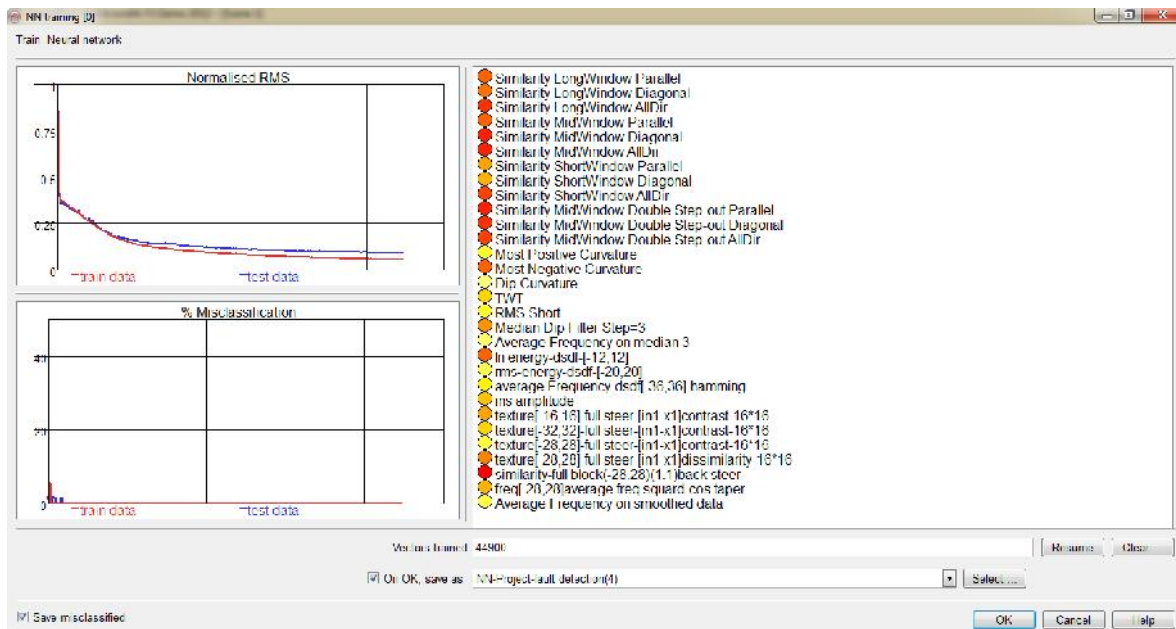 NN training [0]
Train Neural network
Normalised RMS
1
0.75
0.5
0.25
0
train data
test data
% Misclassification
40
20
0
train data
test data
Similarity LongWindow Parallel
Similarity LongWindow Diagonal
Similarity LongWindow AllDir
Similarity MidWindow Parallel
Similarity MidWindow Diagonal
Similarity MidWindow AllDir
Similarity ShortWindow Parallel
Similarity ShortWindow Diagonal
Similarity ShortWindow AllDir
Similarity MidWindow Double Step-out Parallel
Similarity MidWindow Double Step-out Diagonal
Similarity MidWindow Double Step-out AllDir
Most Positive Curvature
Most Negative Curvature
Dip Curvature
TWT
RMS Short
Median Dip Filter Step=3
Average Frequency on median 3
ln energy-dsdf-[-12,12]
rms-energy-dsdf-[-20,20]
average Frequency dsdf[-36,36] hamming
ms amplitude
texture[-16,16]-full steer-[in1-x1]contrast-16*16
texture[-32,32]-full-steer-[in1-x1]contrast-16*16
texture[-28,28]-full-steer-[in1-x1]contrast-16*16
texture[-28,28]-full steer [in1 x1]dissimilarity 16*16
similarity-full block(-28,28)(1,1)back steer
freq[-28,28]average freq squard cos taper
Average Frequency on smoothed data
Vectors trained 44900
Resume
Clear ...
On OK, save as NN-Project-fault detection(4)
Select ...
Save misclassified
OK
Cancel
Help